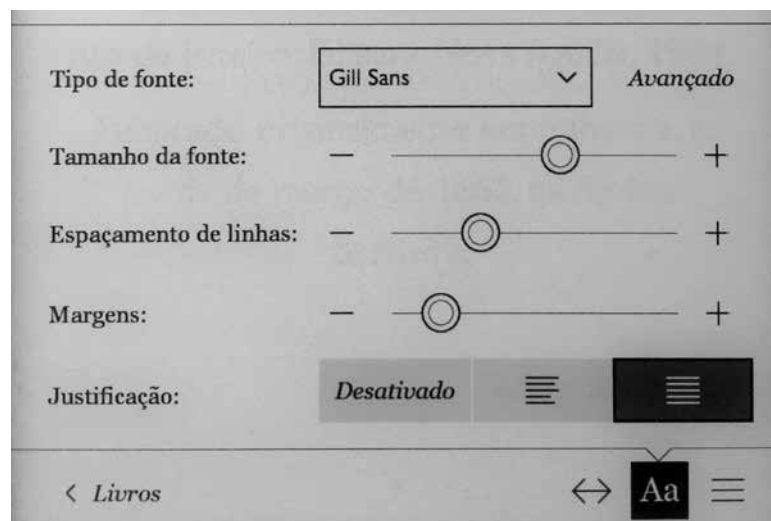 Tipo de fonte: Gill Sans Avançado
Tamanho da fonte: − +
Espaçamento de linhas: − +
Margens: − +
Justificação: Desativado
< Livros Aa